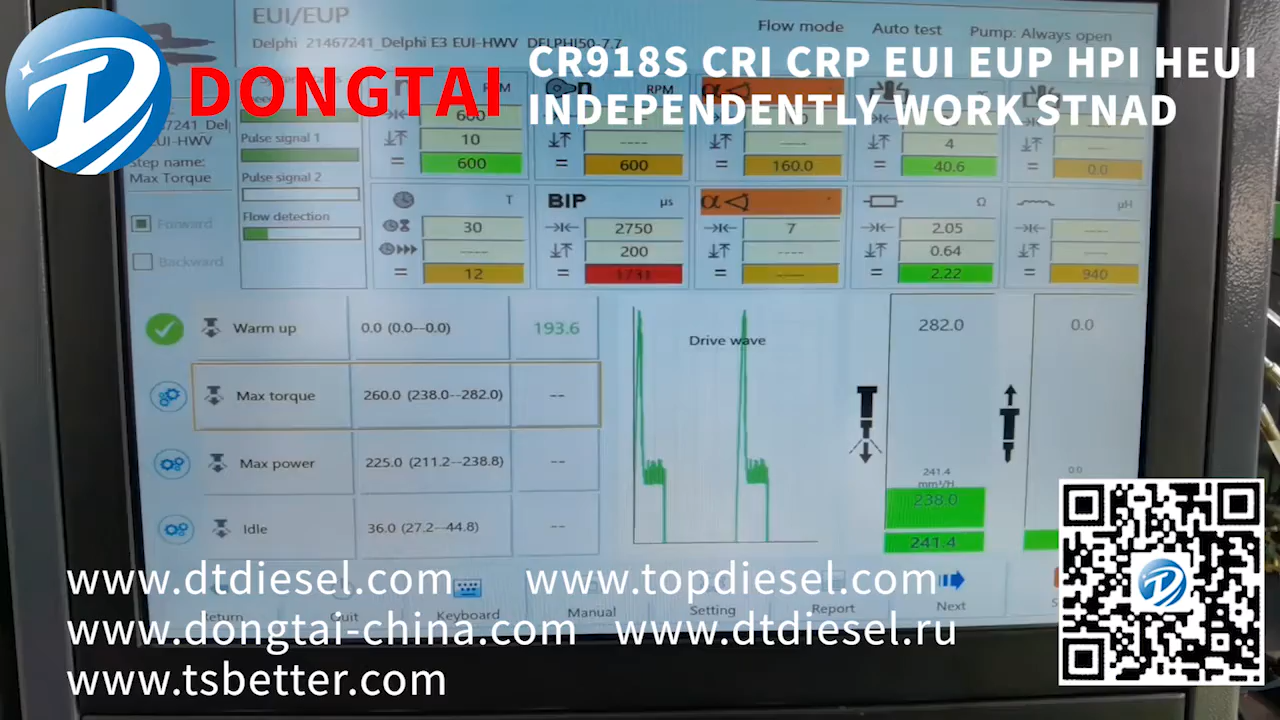 EUI/EUP
Delphi 21467241_Delphi E3 EUI-HWV DELPHI50-7.7
Flow mode Auto test Pump: Always open
DONGTAI
CR918S CRI CRP EUI EUP HPI HEUI
INDEPENDENTLY WORK STNAD
RPM
600
10
600
RPM
----
600
----
160.0
4
40.6
----
0.0
7241_Del
EUI-HWV
Step name:
Max Torque
Forward
Backward
Pulse signal 1
Pulse signal 2
Flow detection
T
30
----
12
BIP µs
2750
200
1731
7
----
----
Ω
2.05
0.64
2.22
µH
----
----
940
Warm up 0.0 (0.0--0.0) 193.6
Max torque 260.0 (238.0--282.0) --
Max power 225.0 (211.2--238.8) --
Idle 36.0 (27.2--44.8) --
Drive wave
282.0
241.4
mm³/H
238.0
241.4
0.0
0.0
www.dtdiesel.com www.topdiesel.com
Return Quit Keyboard Manual Setting Report Next
www.dongtai-china.com www.dtdiesel.ru
www.tsbetter.com